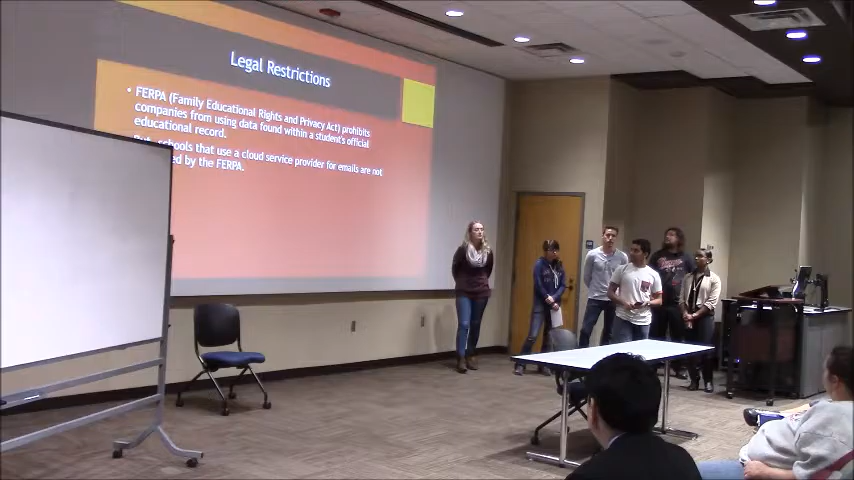 Legal Restrictions
• FERPA (Family Educational Rights and Privacy Act) prohibits
companies from using data found within a student's official
educational record.
schools that use a cloud service provider for emails are not
by the FERPA.